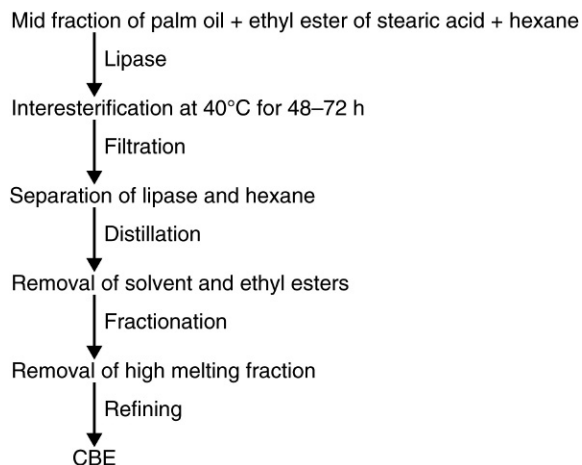 Mid fraction of palm oil + ethyl ester of stearic acid + hexane
Lipase
Interesterification at 40°C for 48–72 h
Filtration
Separation of lipase and hexane
Distillation
Removal of solvent and ethyl esters
Fractionation
Removal of high melting fraction
Refining
CBE